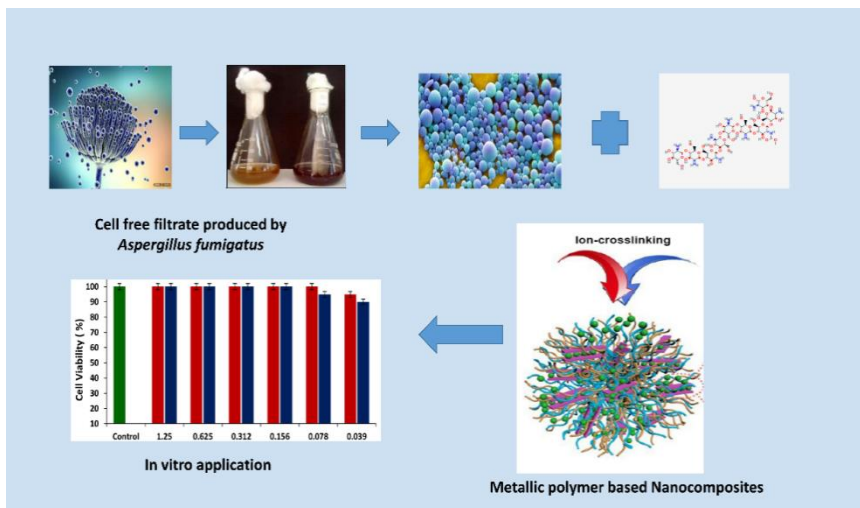 Cell free filtrate produced by
Aspergillus fumigatus
Ion-crosslinking
Cell Viability ( %)
100
90
80
70
60
50
40
30
20
10
Control 1.25 0.625 0.312 0.156 0.078 0.039
In vitro application
Metallic polymer based Nanocomposites